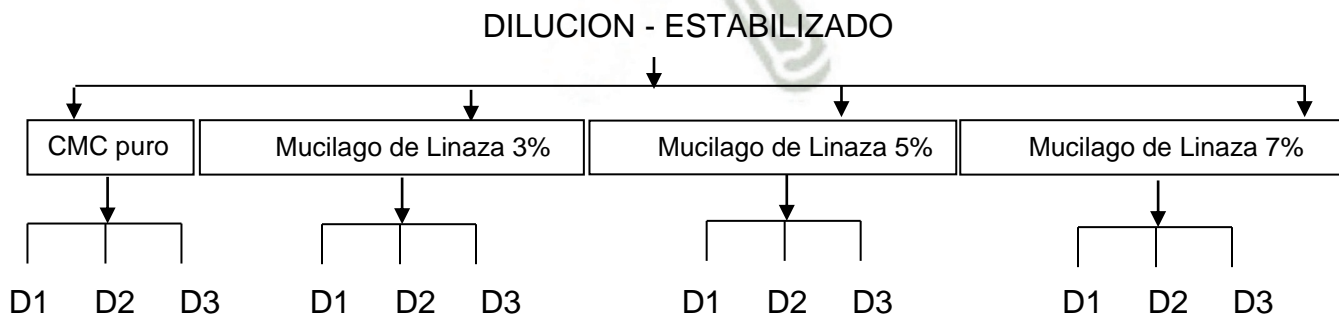 DILUCION - ESTABILIZADO
CMC puro Mucilago de Linaza 3% Mucilago de Linaza 5% Mucilago de Linaza 7%
D1 D2 D3 D1 D2 D3 D1 D2 D3 D1 D2 D3